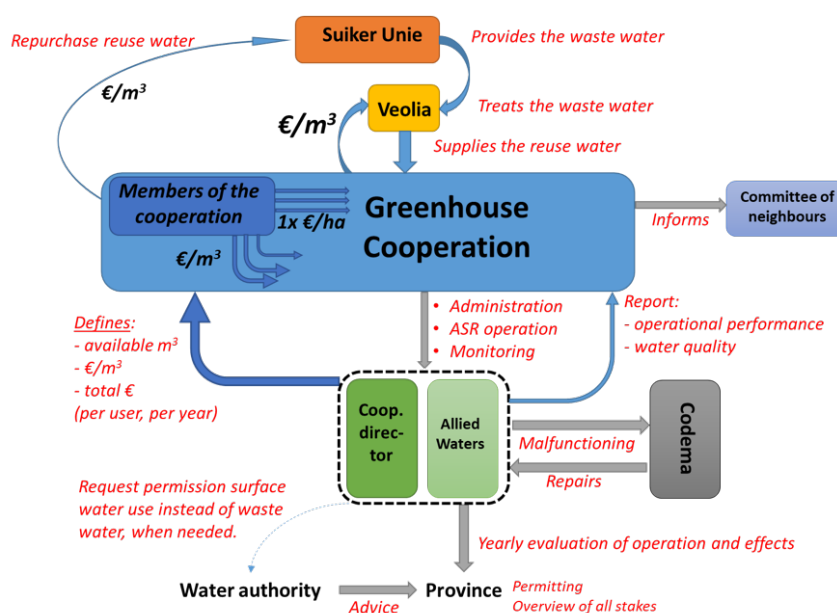 Suiker Unie
Repurchase reuse water
Provides the waste water
€/m³
Veolia
€/m³
Treats the waste water
Supplies the reuse water
Members of the
cooperation
1x €/ha
€/m³
Greenhouse
Cooperation
Informs
Committee of
neighbours
Defines:
- available m³
- €/m³
- total €
(per user, per year)
• Administration
• ASR operation
• Monitoring
Report:
- operational performance
- water quality
Coop.
direc-
tor
Allied
Waters
Malfunctioning
Repairs
Codema
Request permission surface
water use instead of waste
water, when needed.
Yearly evaluation of operation and effects
Water authority
Advice
Province
Permitting
Overview of all stakes